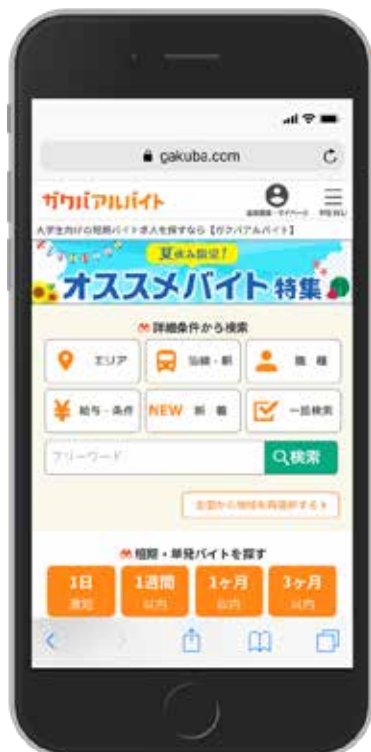 gakuba.com
ガクバアルバイト
MENU
大学生向けの短期バイト求人を探すなら【ガクバアルバイト】
夏休み限定!
オススメバイト特集
詳細条件から検索
エリア
沿線・駅
職種
給与・条件
NEW 新着
一括検索
フリーワード
検索
全国から地域を再選択する
短期・単発バイトを探す
1日
1週間
1ヶ月
3ヶ月
以内
以内
以内